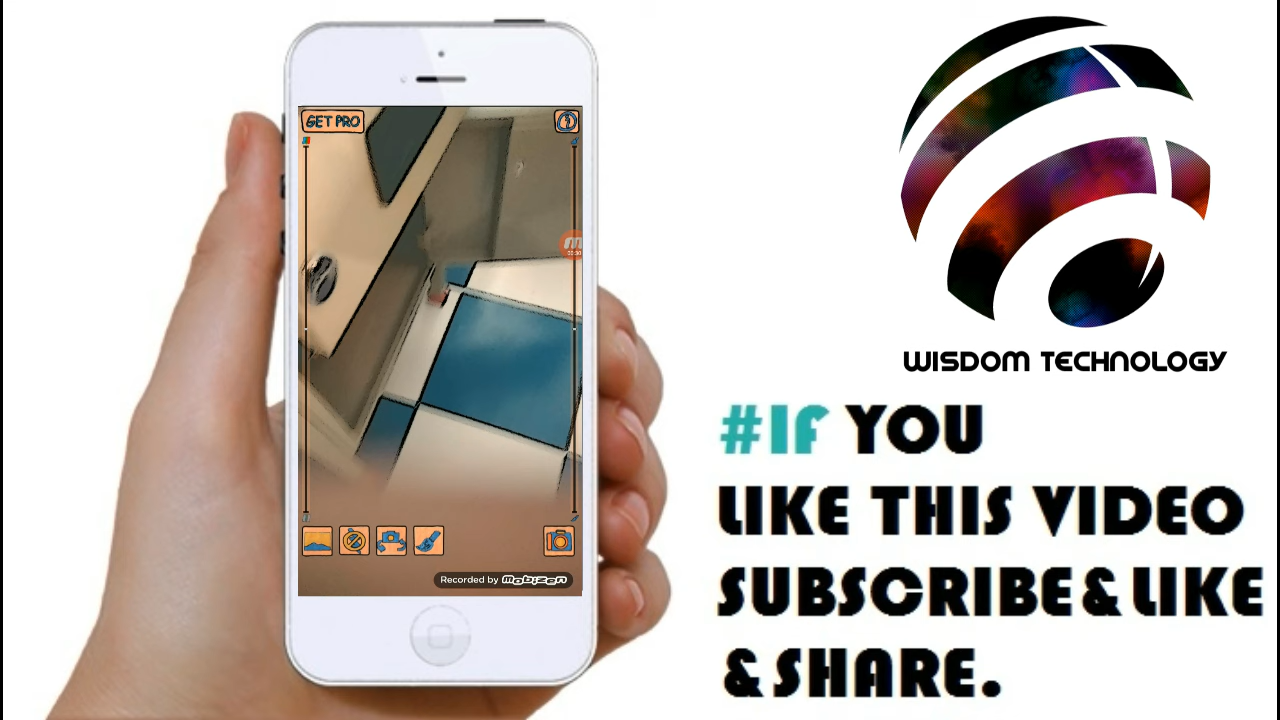 GET PRO
Recorded by mobizen
WISDOM TECHNOLOGY
#IF YOU
LIKE THIS VIDEO
SUBSCRIBE & LIKE
& SHARE.